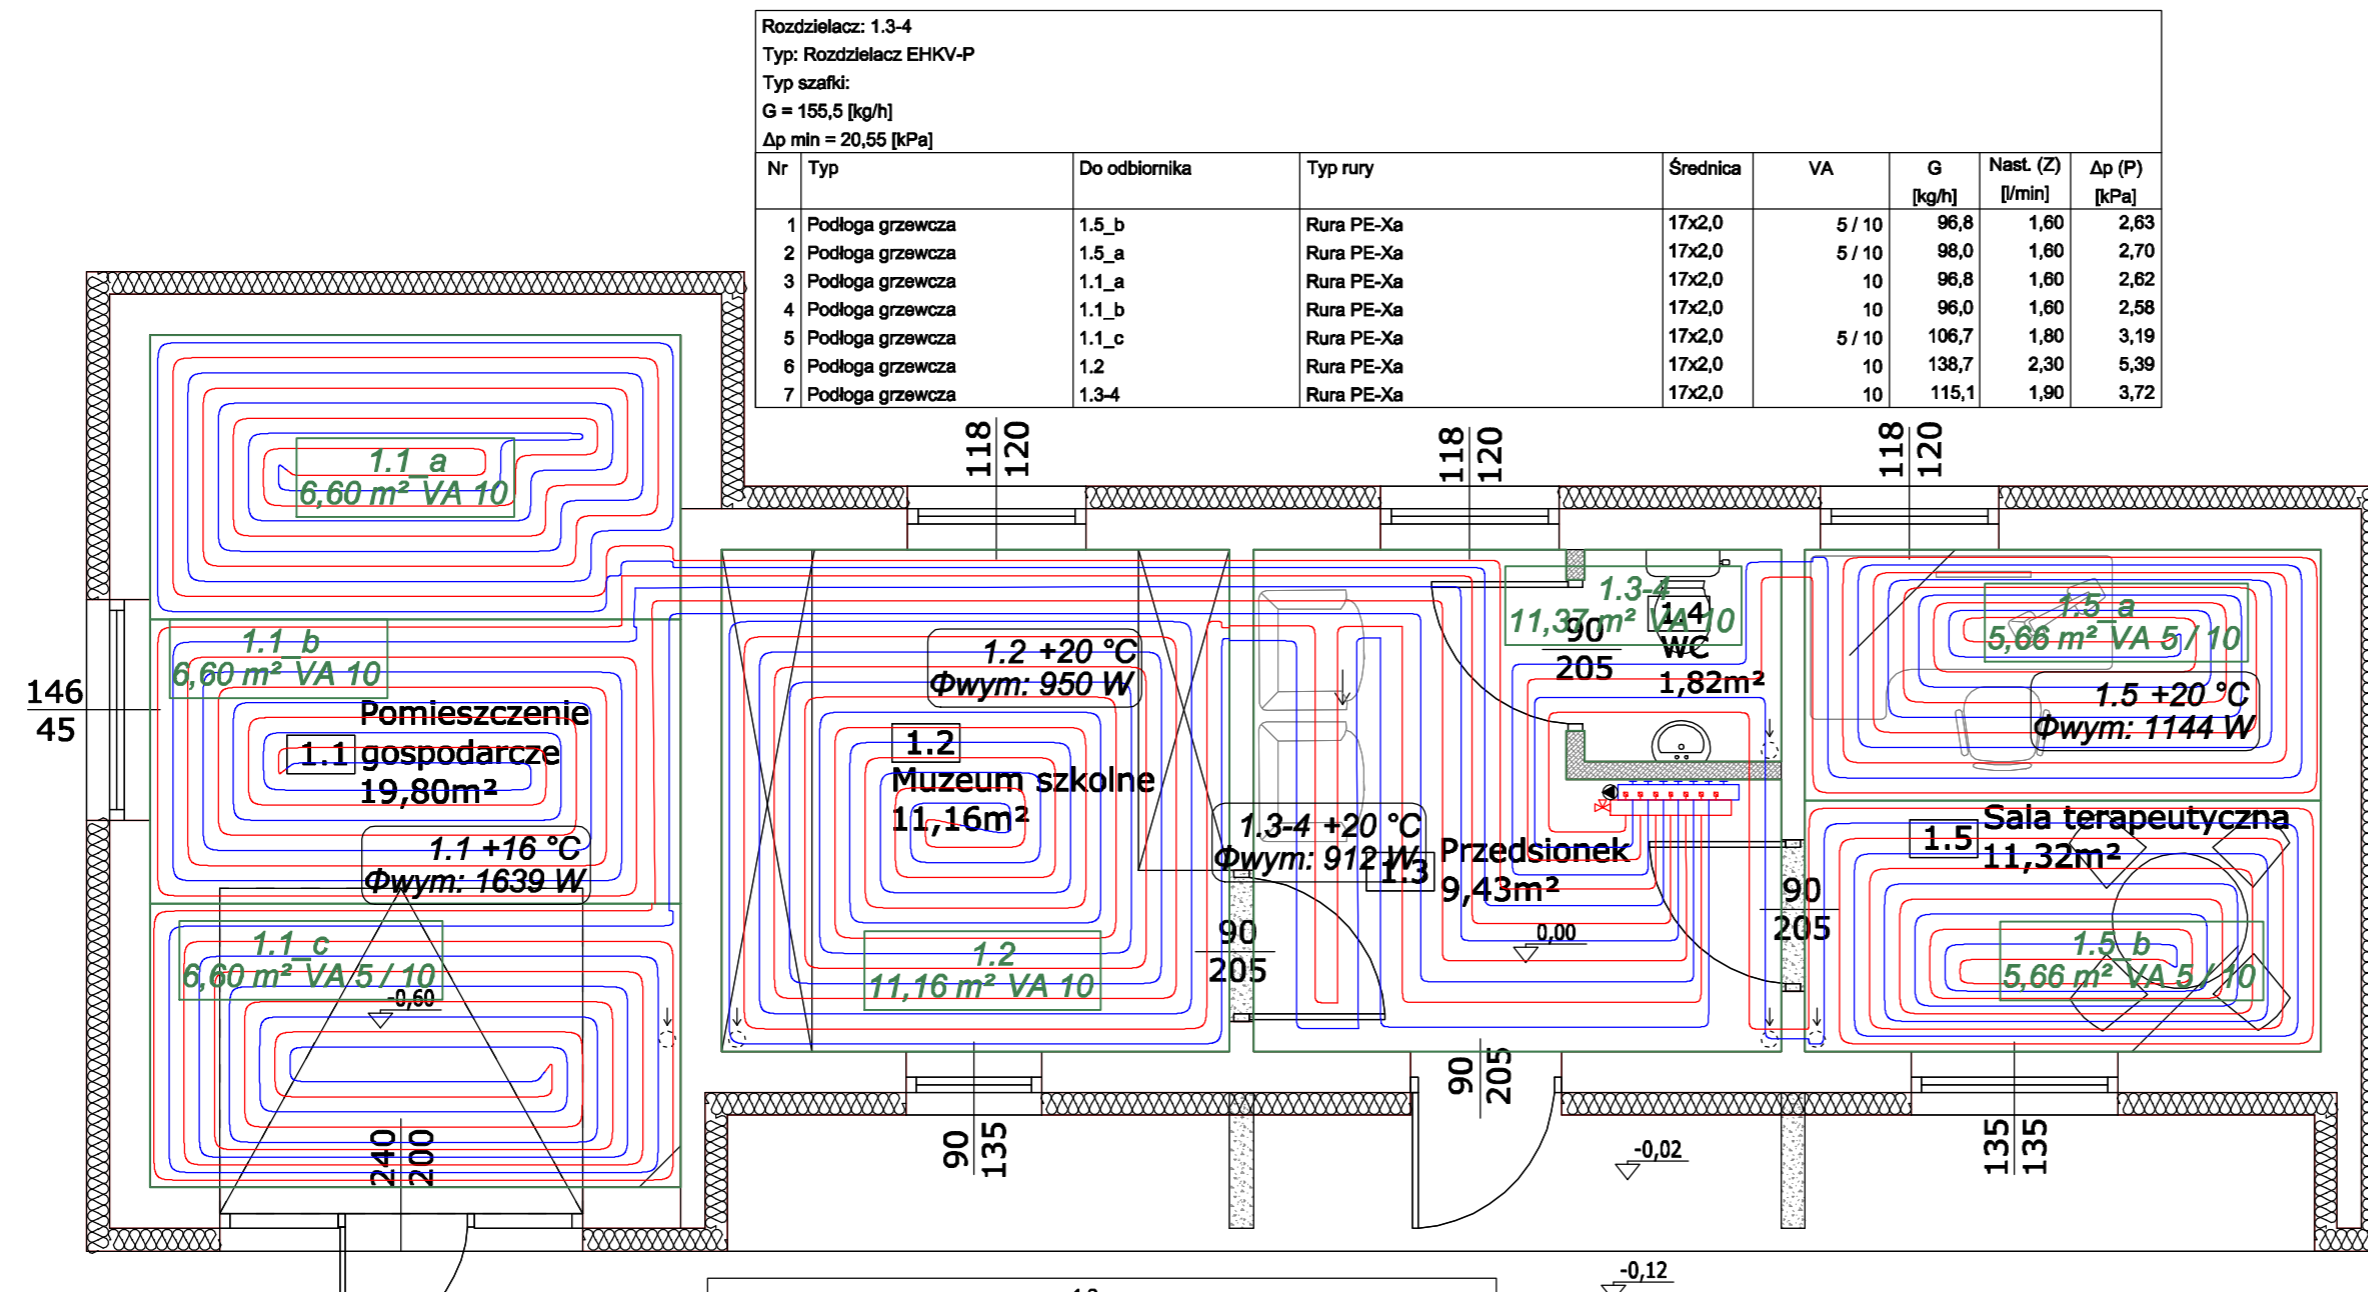 Rozdzielacz: 1.3-4
Typ: Rozdzielacz EHKV-P
Typ szafki:
G = 155,5 [kg/h]
Δp min = 20,55 [kPa]
Nr Typ Do odbiornika Typ rury Średnica VA G [kg/h] Nast. (Z) [l/min] Δp (P) [kPa]
1 Podłoga grzewcza 1.5_b Rura PE-Xa 17x2,0 5 / 10 96,8 1,60 2,63
2 Podłoga grzewcza 1.5_a Rura PE-Xa 17x2,0 5 / 10 98,0 1,60 2,70
3 Podłoga grzewcza 1.1_a Rura PE-Xa 17x2,0 10 96,8 1,60 2,62
4 Podłoga grzewcza 1.1_b Rura PE-Xa 17x2,0 10 96,0 1,60 2,58
5 Podłoga grzewcza 1.1_c Rura PE-Xa 17x2,0 5 / 10 106,7 1,80 3,19
6 Podłoga grzewcza 1.2 Rura PE-Xa 17x2,0 10 138,7 2,30 5,39
7 Podłoga grzewcza 1.3-4 Rura PE-Xa 17x2,0 10 115,1 1,90 3,72
118
120
118
120
118
120
1.1_a
6,60 m² VA 10
1.1_b
6,60 m² VA 10
146
45
Pomieszczenie
1.1 gospodarcze
19,80m²
1.1 +16 °C
Φwym: 1639 W
1.1_c
6,60 m² VA 5 / 10
-0,60
240
200
1.2 +20 °C
Φwym: 950 W
1.2
Muzeum szkolne
11,16m²
1.2
11,16 m² VA 10
90
135
90
205
1.3-4
11,37 m² VA 10
1.4
WC
1,82m²
90
205
1.3-4 +20 °C
Φwym: 912 W
1.3
Przedsionek
9,43m²
0,00
90
205
90
205
1.5_a
5,66 m² VA 5 / 10
1.5 +20 °C
Φwym: 1144 W
1.5
Sala terapeutyczna
11,32m²
1.5_b
5,66 m² VA 5 / 10
135
135
-0,02
-0,12